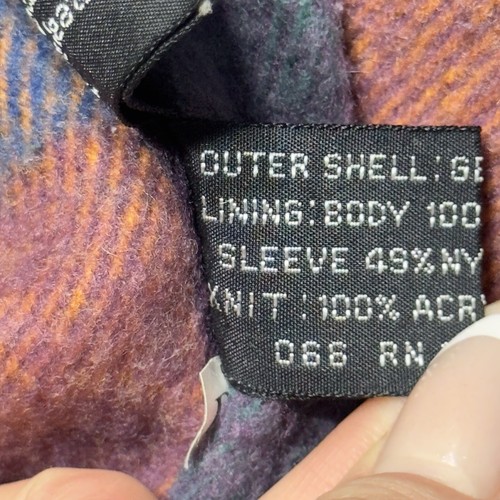 OUTER SHELL: GE
LINING: BODY 100
SLEEVE 49% NY
KNIT : 100% ACR
066 RN